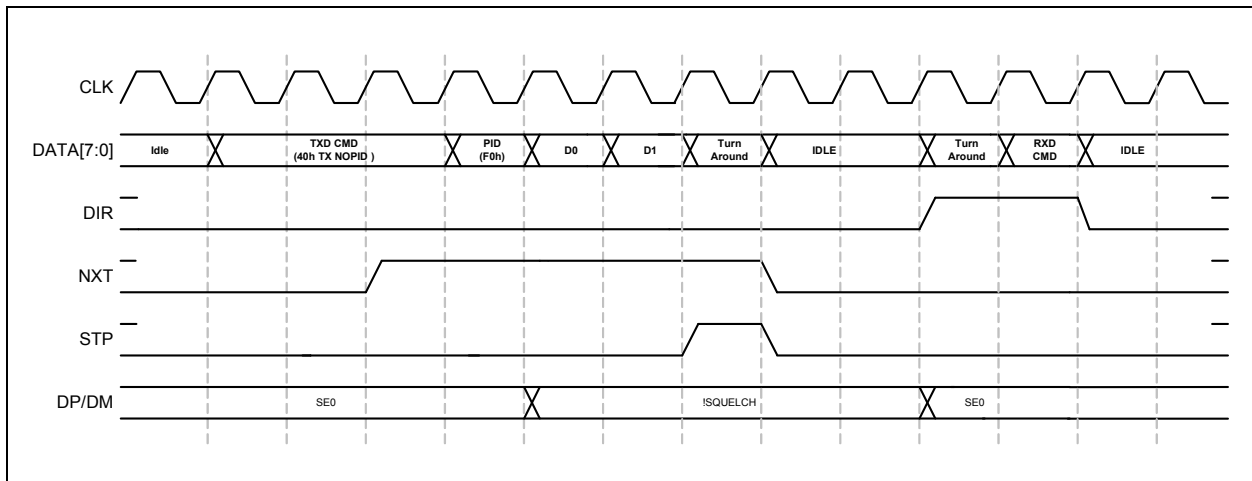 CLK
DATA[7:0]
Idle
TXD CMD
(40h TX NOPID )
PID
(F0h)
D0
D1
Turn
Around
IDLE
Turn
Around
RXD
CMD
IDLE
DIR
NXT
STP
DP/DM
SE0
!SQUELCH
SE0